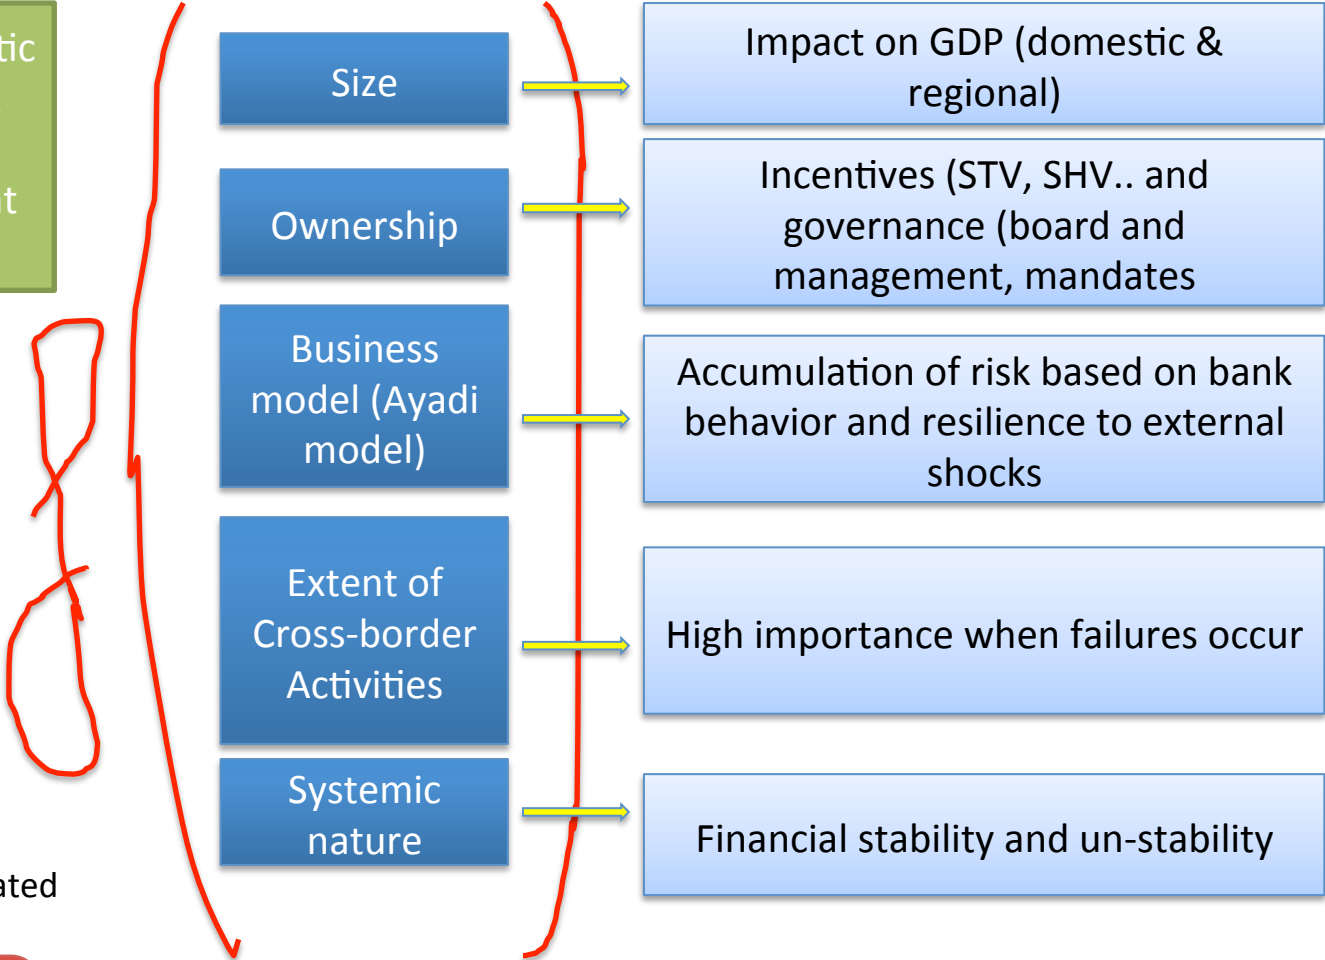 tic
at
Size
Impact on GDP (domestic &
regional)
Ownership
Incentives (STV, SHV.. and
governance (board and
management, mandates
Business
model (Ayadi
model)
Accumulation of risk based on bank
behavior and resilience to external
shocks
Extent of
Cross-border
Activities
High importance when failures occur
Systemic
nature
Financial stability and un-stability
ated